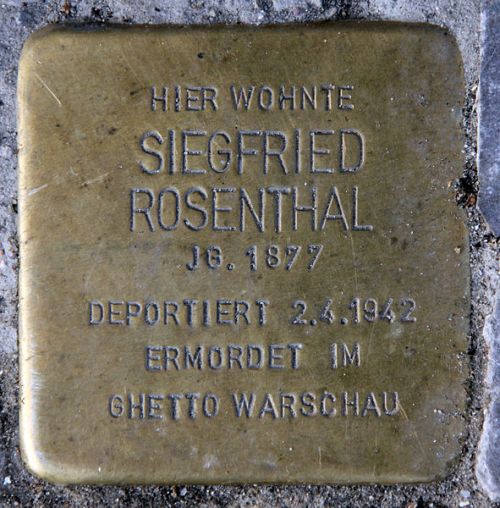 HIER WOHNTE
SIEGFRIED
ROSENTHAL
JG. 1877
DEPORTIERT 2.4.1942
ERMORDET IM
GHETTO WARSCHAU